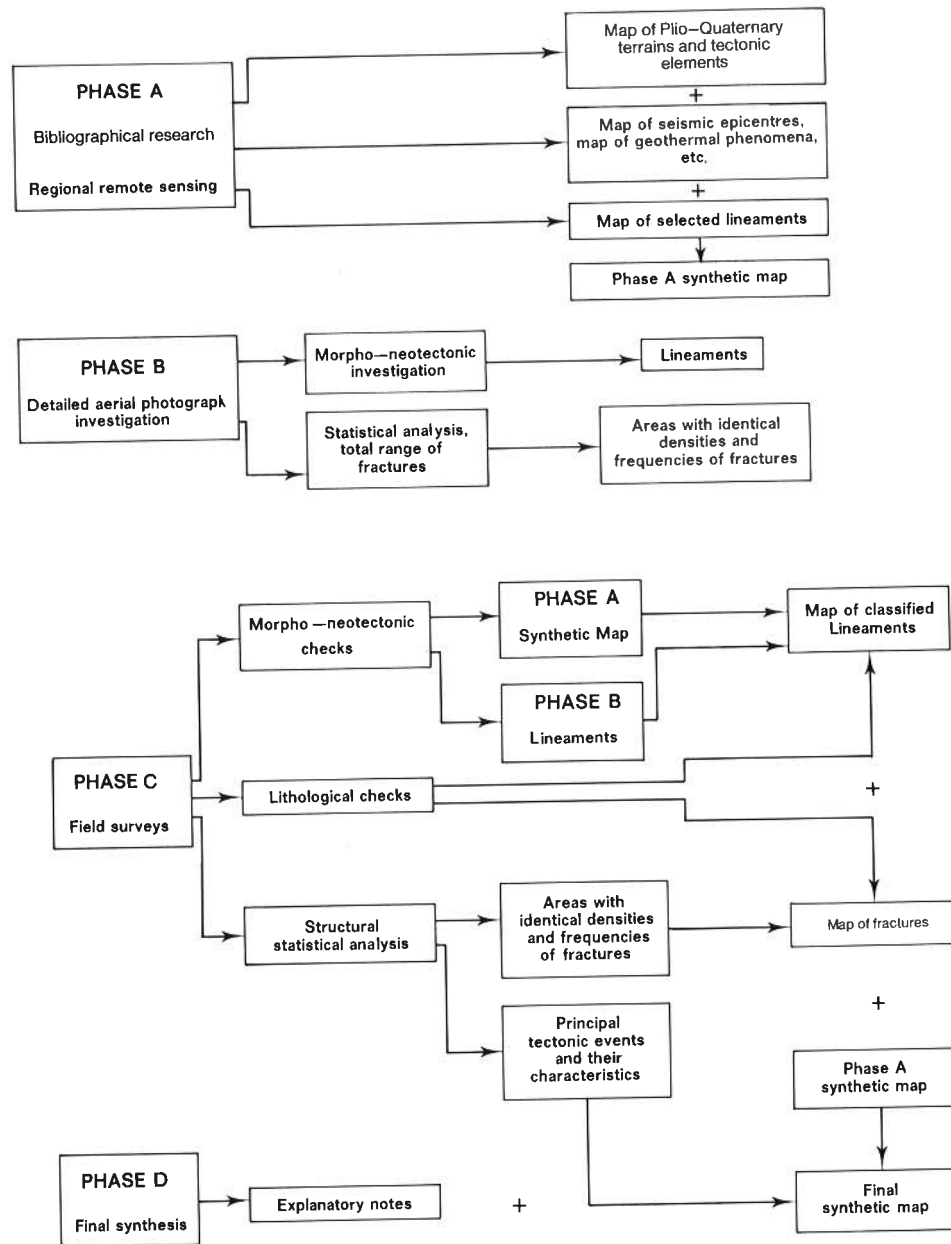 PHASE A
Bibliographical research
Regional remote sensing
Map of Plio–Quaternary
terrains and tectonic
elements
+
Map of seismic epicentres,
map of geothermal phenomena,
etc.
+
Map of selected lineaments
Phase A synthetic map
PHASE B
Detailed aerial photograph
investigation
Morpho—neotectonic
investigation
Lineaments
Statistical analysis,
total range of
fractures
Areas with identical
densities and
frequencies of fractures
PHASE C
Field surveys
Morpho—neotectonic
checks
PHASE A
Synthetic Map
Map of classified
Lineaments
PHASE B
Lineaments
Lithological checks
+
Structural
statistical analysis
Areas with
identical densities
and frequencies
of fractures
Map of fractures
+
Principal
tectonic events
and their
characteristics
Phase A
synthetic map
PHASE D
Final synthesis
Explanatory notes
+
Final
synthetic map